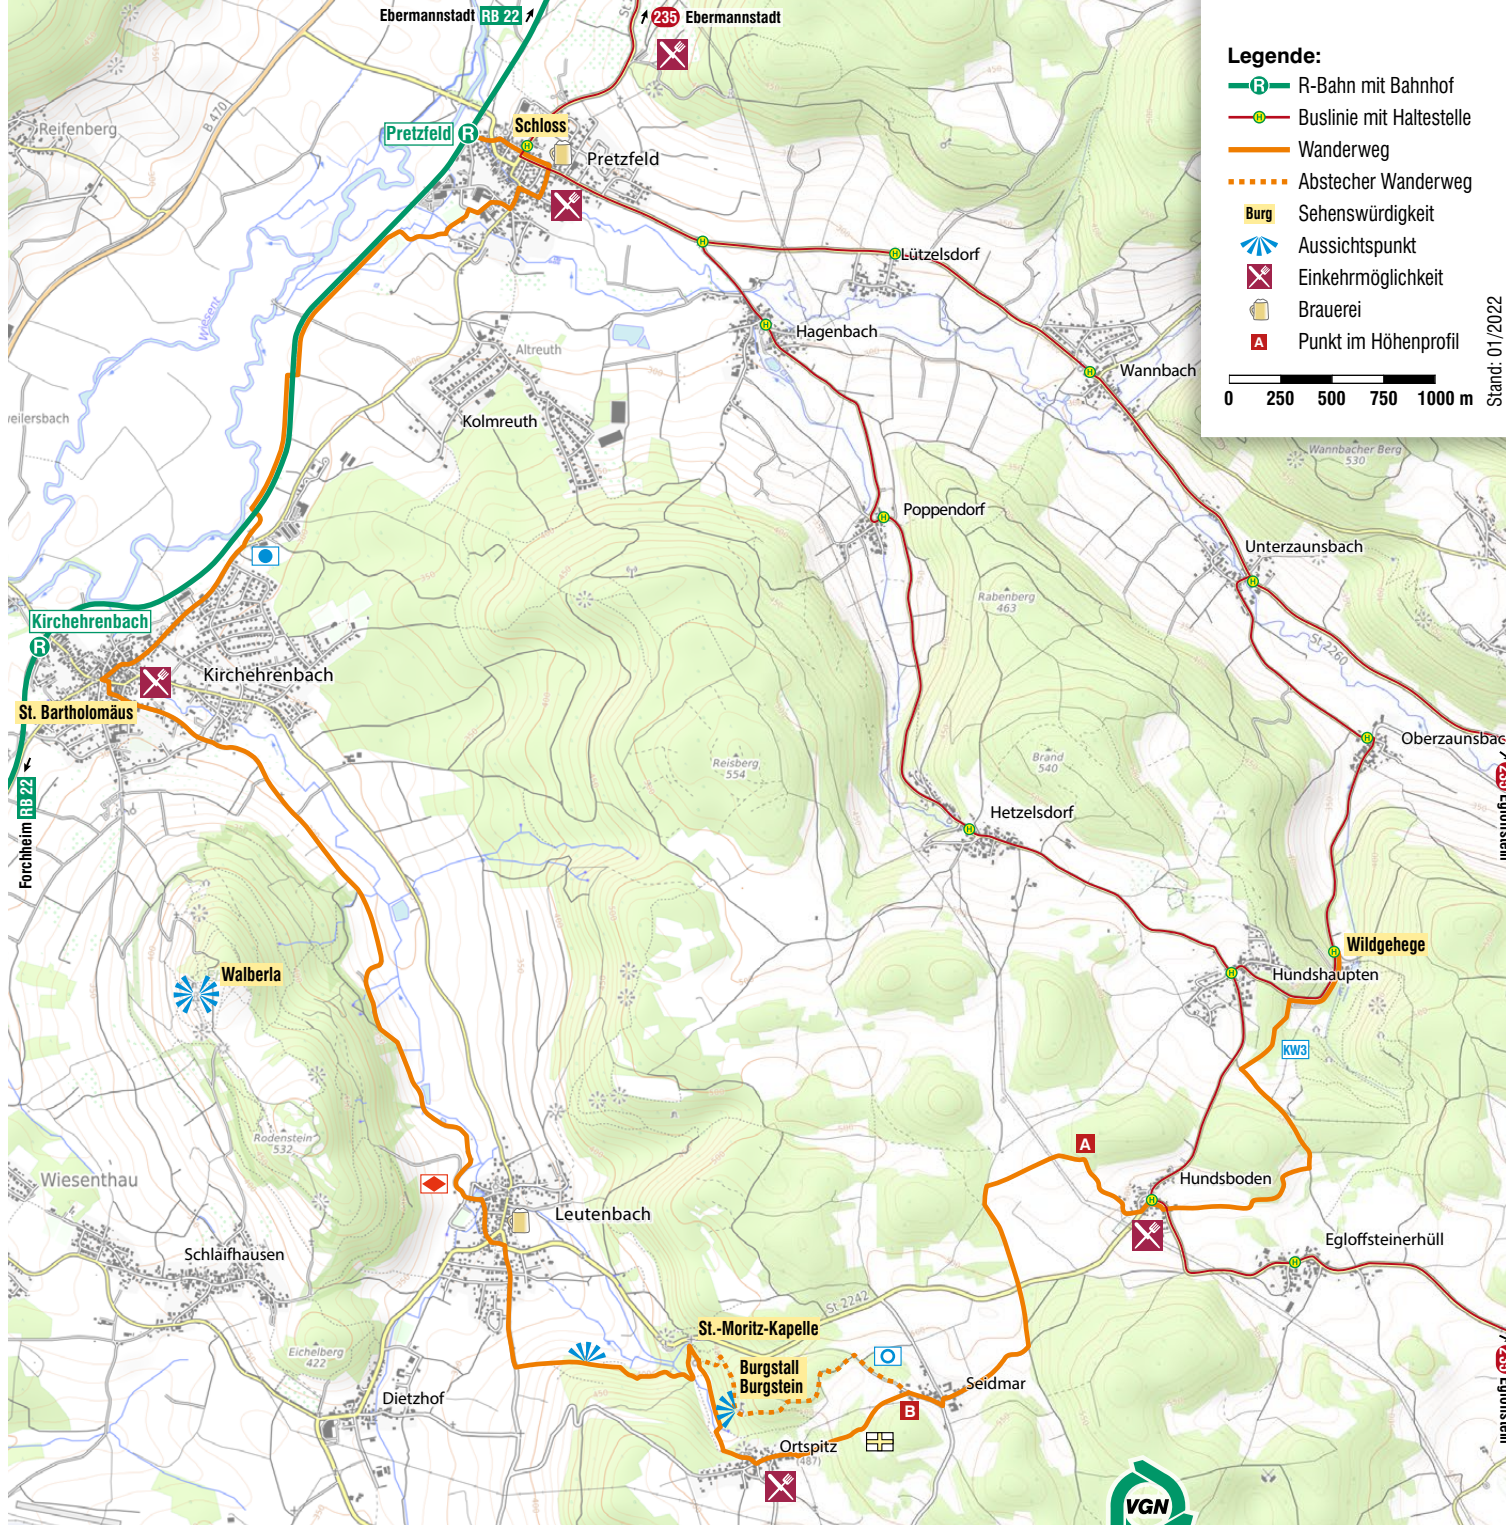 Ebermannstadt RB 22
235 Ebermannstadt
Legende:
R R-Bahn mit Bahnhof
H Buslinie mit Haltestelle
Wanderweg
Abstecher Wanderweg
Burg Sehenswürdigkeit
Aussichtspunkt
Einkehrmöglichkeit
Brauerei
A Punkt im Höhenprofil
0 250 500 750 1000 m
Stand: 01/2022
B 470
Reifenberg
Pretzfeld R
Schloss
Pretzfeld
Lützelsdorf
Wiesent
Hagenbach
Altreuth
Wannbach
weilersbach
Kolmreuth
Wannbacher Berg
530
Poppendorf
Unterzaunsbach
Rabenberg
463
Kirchehrenbach
R
St 2260
Kirchehrenbach
St. Bartholomäus
Oberzaunsbac
Reisberg
554
Brand
540
RB 22
Forchheim
Hetzelsdorf
Egloffstein
Walberla
Wildgehege
Hundshaupten
KW3
Rodenstein
532
A
Wiesenthau
Hundsboden
Leutenbach
Schlaifhausen
Egloffsteinerhüll
St 2242
St.-Moritz-Kapelle
Eichelberg
422
Burgstall
Burgstein
Seidmar
Dietzhof
B
Egloffstein
Ortspitz
(487)
VGN